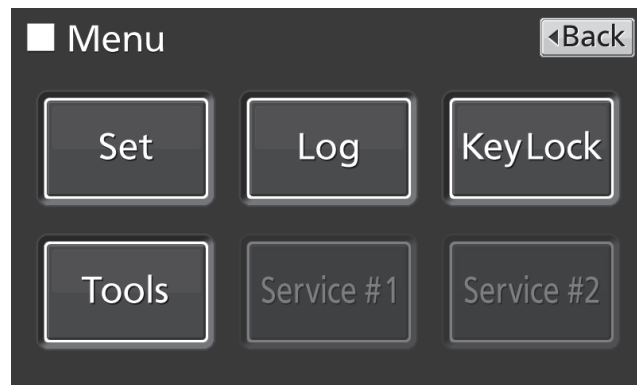 Menu
◂Back
Set
Log
KeyLock
Tools
Service #1
Service #2